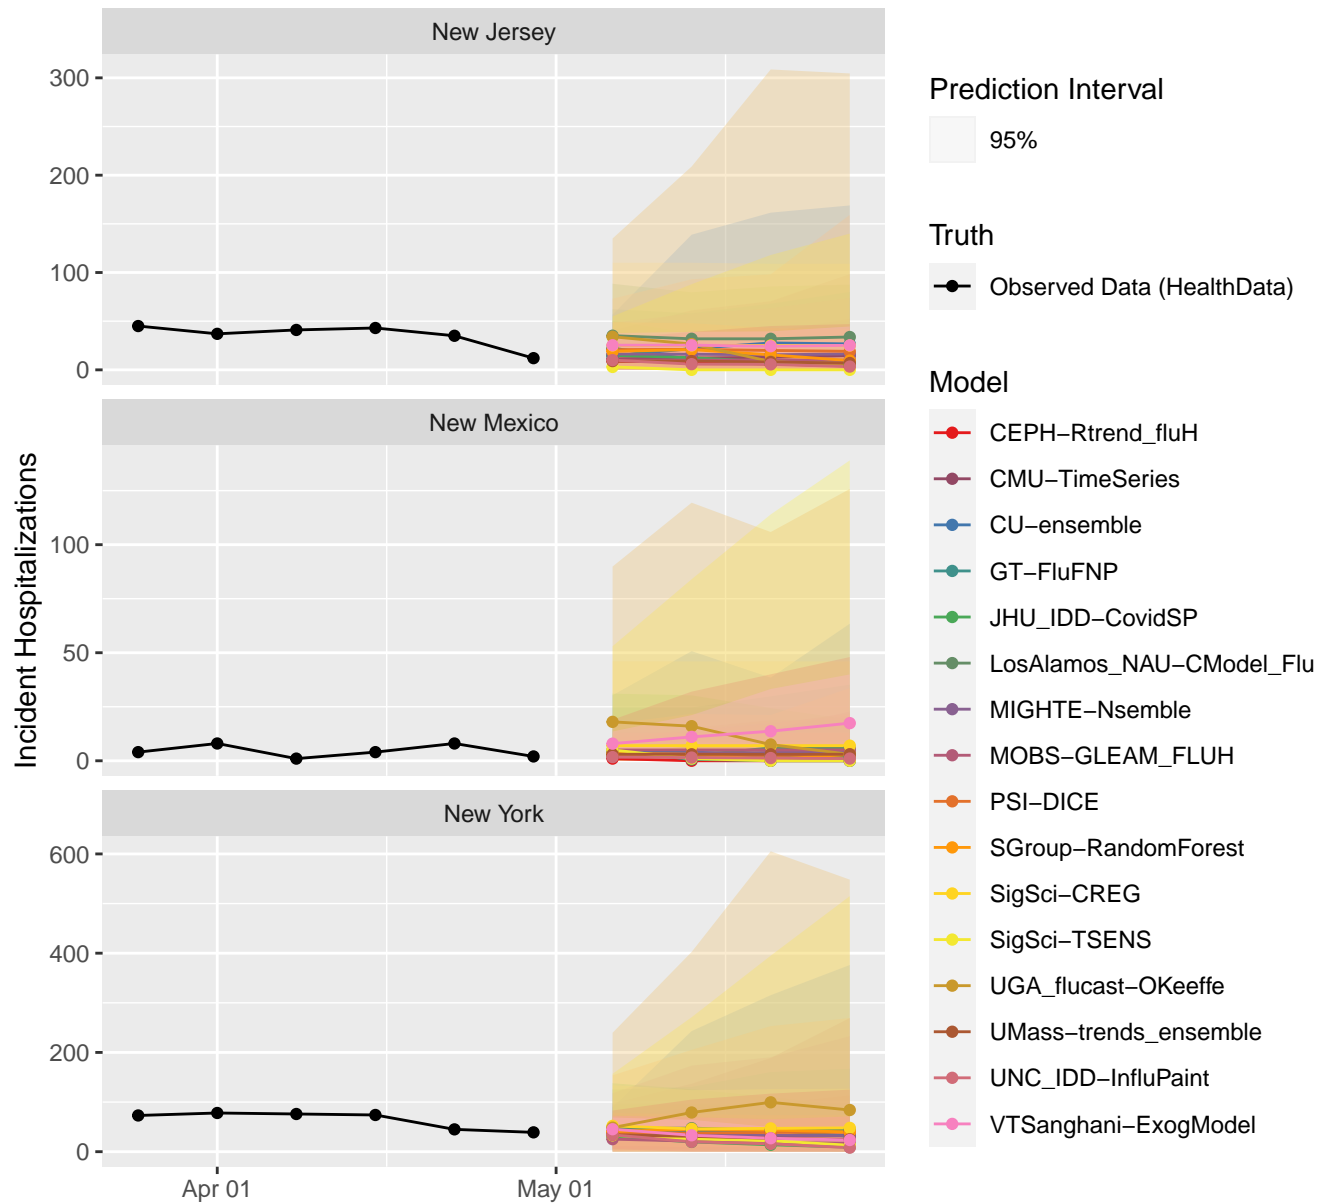 New Jersey
300
200
100
0
New Mexico
100
50
0
New York
600
400
200
0
Apr 01
May 01
Incident Hospitalizations
Prediction Interval
95%
Truth
Observed Data (HealthData)
Model
CEPH−Rtrend_fluH
CMU−TimeSeries
CU−ensemble
GT−FluFNP
JHU_IDD−CovidSP
LosAlamos_NAU−CModel_Flu
MIGHTE−Nsemble
MOBS−GLEAM_FLUH
PSI−DICE
SGroup−RandomForest
SigSci−CREG
SigSci−TSENS
UGA_flucast−OKeeffe
UMass−trends_ensemble
UNC_IDD−InfluPaint
VTSanghani−ExogModel